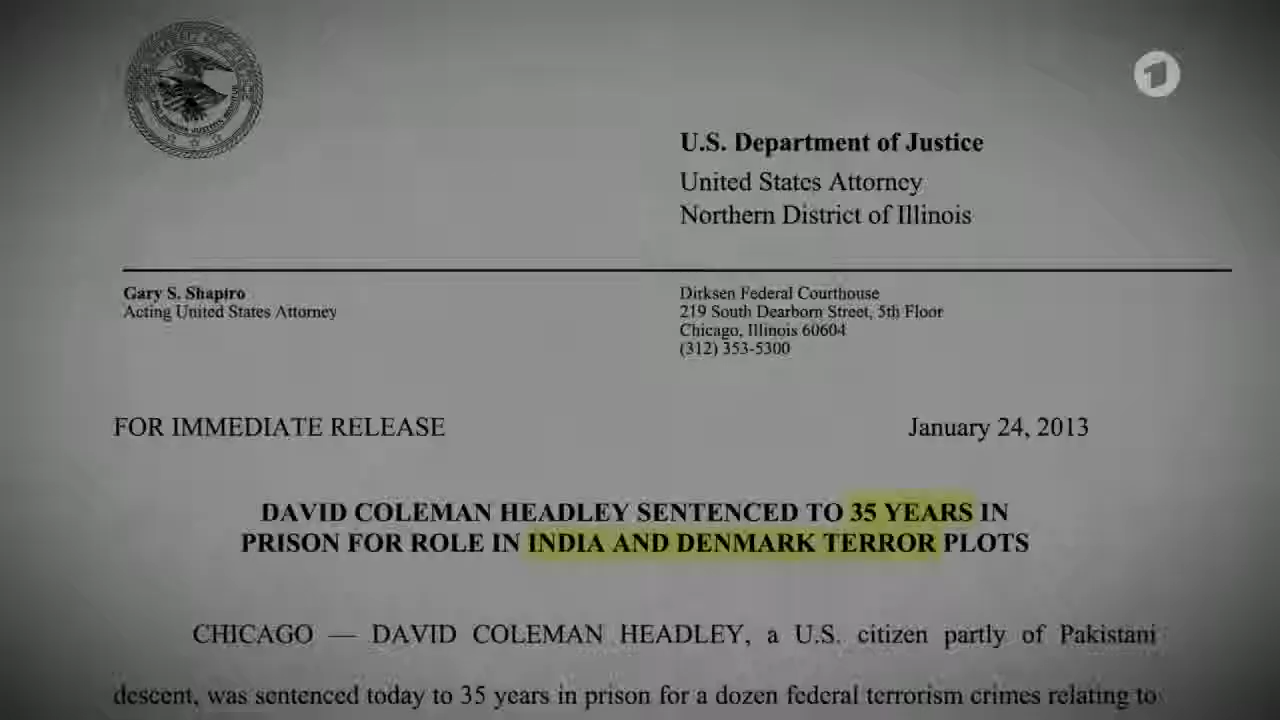 U.S. Department of Justice
United States Attorney
Northern District of Illinois
Gary S. Shapiro
Acting United States Attorney
Dirksen Federal Courthouse
219 South Dearborn Street, 5th Floor
Chicago, Illinois 60604
(312) 353-5300
FOR IMMEDIATE RELEASE
January 24, 2013
DAVID COLEMAN HEADLEY SENTENCED TO 35 YEARS IN
PRISON FOR ROLE IN INDIA AND DENMARK TERROR PLOTS
CHICAGO — DAVID COLEMAN HEADLEY, a U.S. citizen partly of Pakistani
descent, was sentenced today to 35 years in prison for a dozen federal terrorism crimes relating to
1